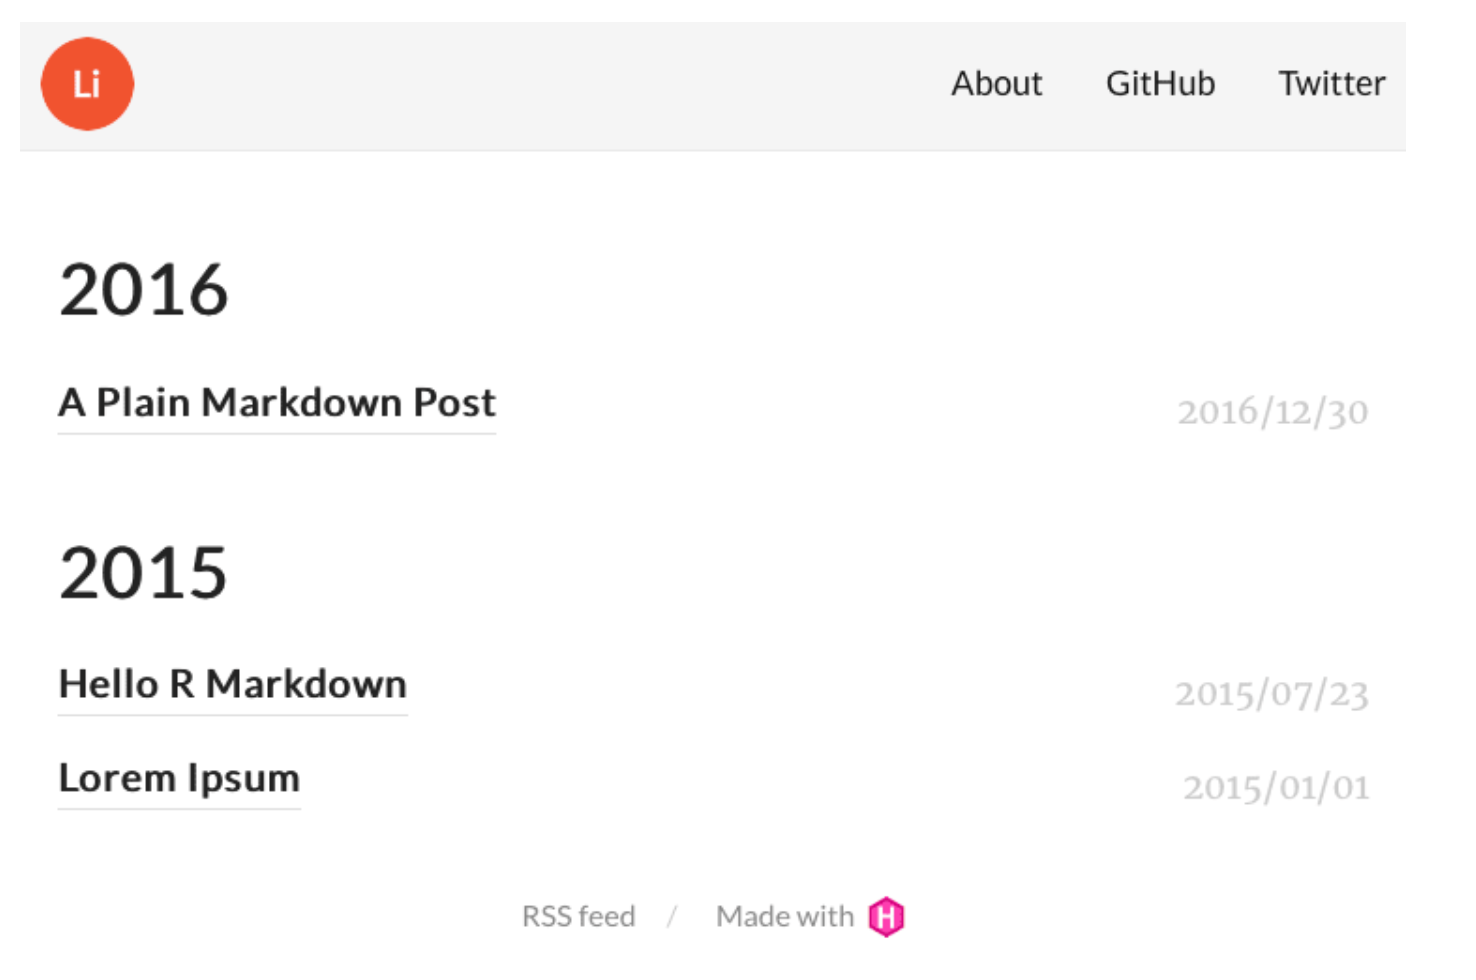 Li About GitHub Twitter
2016
A Plain Markdown Post 2016/12/30
2015
Hello R Markdown 2015/07/23
Lorem Ipsum 2015/01/01
RSS feed / Made with H